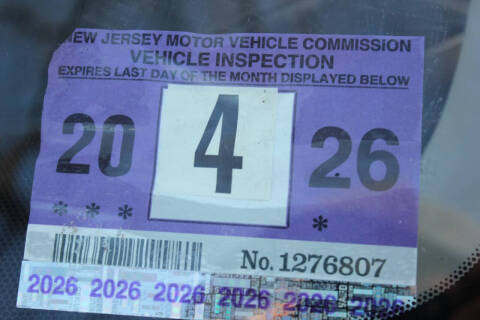 NEW JERSEY MOTOR VEHICLE COMMISSION
VEHICLE INSPECTION
EXPIRES LAST DAY OF THE MONTH DISPLAYED BELOW
20 4 26
* * * *
No. 1276807
2026 2026 2026 2026 2026 2026